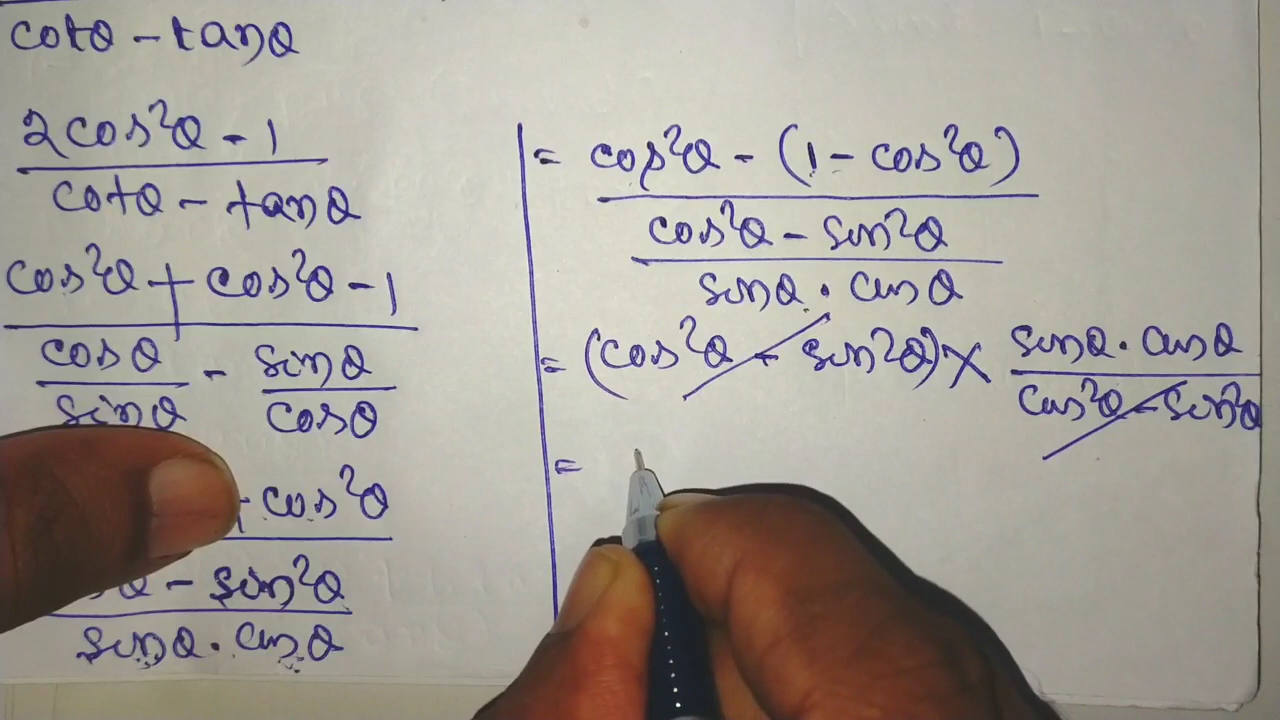 cotθ - tanθ
2cos²θ - 1
cotθ - tanθ
cos²θ + cos²θ - 1
cosθ/sinθ - sinθ/cosθ
cos²θ
θ - sin²θ
sinθ . cosθ
= cos²θ - (1 - cos²θ)
cos²θ - sin²θ
sinθ . cosθ
= (cos²θ - sin²θ) × sinθ . cosθ/cos²θ - sin²θ
=